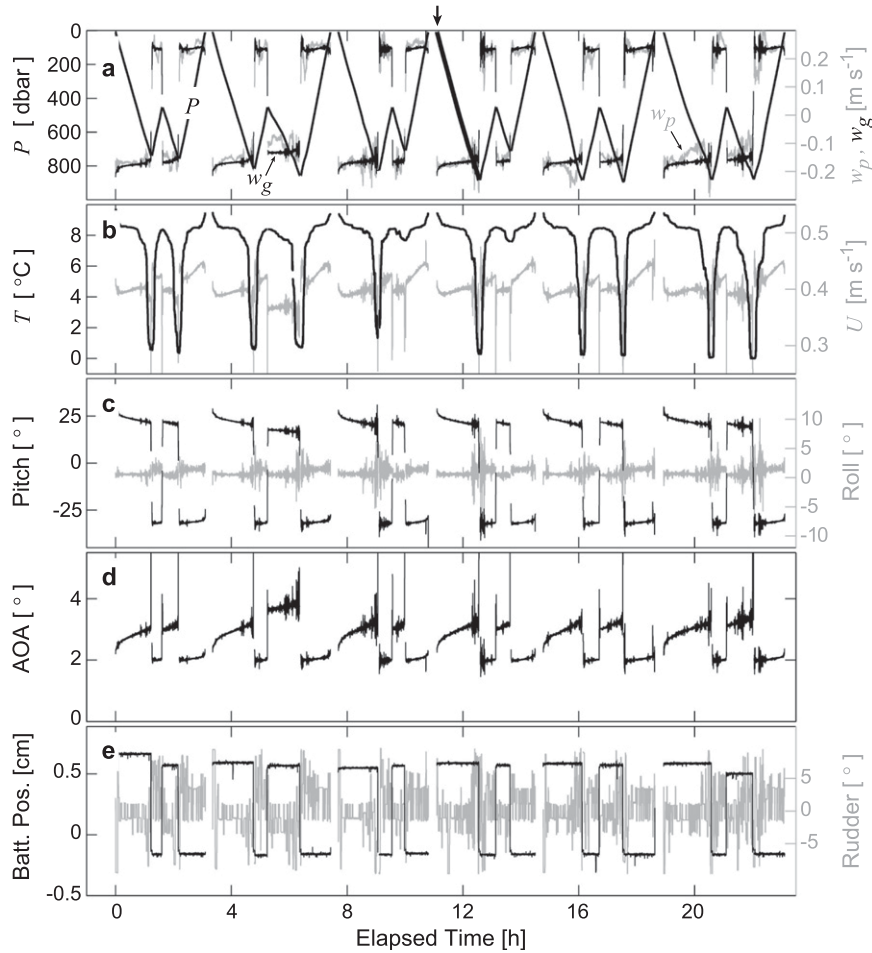 0
200
400
600
800
P [ dbar]
a
P
w_g
w_p
0.2
0.1
0
-0.1
-0.2
w_p, w_g [m s⁻¹]
b
8
6
4
2
0
T [ °C]
0.5
0.4
0.3
U [m s⁻¹]
c
25
0
-25
Pitch [ ° ]
10
5
0
-5
-10
Roll [ ° ]
d
4
2
0
AOA [ ° ]
e
0.5
0
-0.5
Batt. Pos. [cm]
5
0
-5
Rudder [ ° ]
0 4 8 12 16 20
Elapsed Time [h]